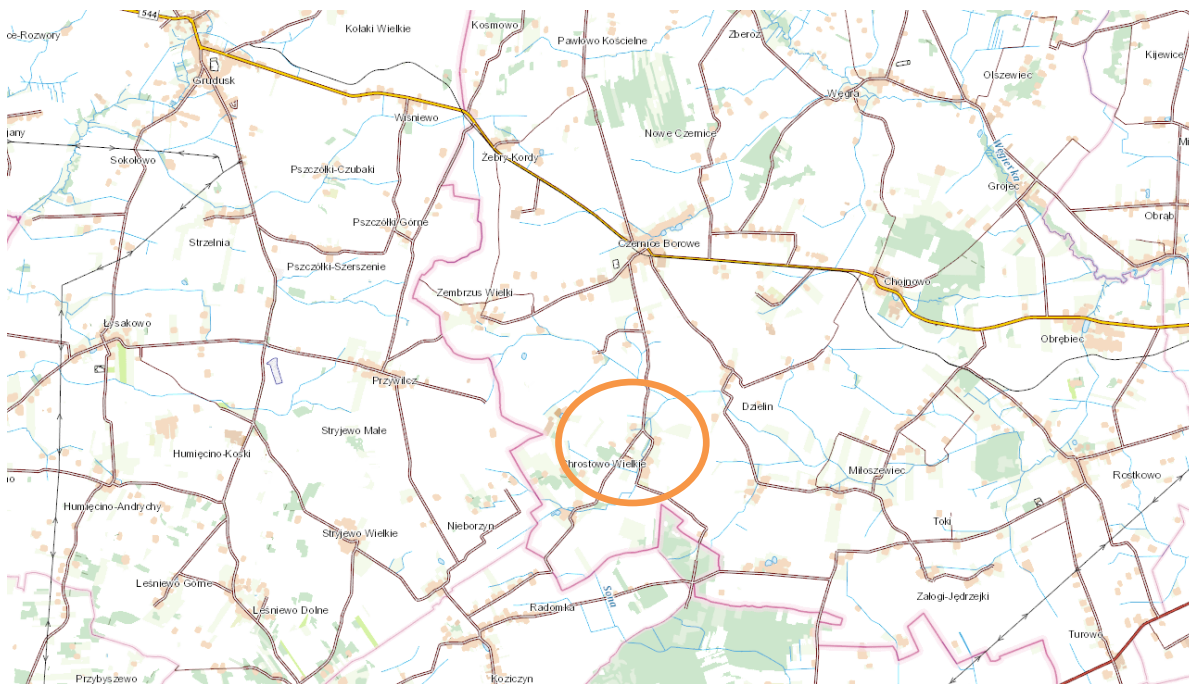 544
Kołaki Wielkie
Kosmowo
ce-Rozwory
Pawłowo Kościelne
Zberoż
Kijewice
Grudusk
Olszewiec
Węgra
Wiśniewo
Nowe Czernice
Żebry-Kordy
Węgierka
Sokołowo
Pszczółki-Czubaki
Grójec
Pszczółki-Górne
Obrąb
Strzelnia
Czernice Borowe
Pszczółki-Szerszenie
Chojnowo
Zembrzus Wielki
Łysakowo
Obrębiec
Przywilcz
Dzielin
Stryjewo Małe
Humięcino-Koski
Chrostowo Wielkie
Miłoszewiec
Rostkowo
Humięcino-Andrychy
Nieborzyn
Toki
Stryjewo Wielkie
Leśniewo Górne
Załogi-Jędrzejki
Leśniewo Dolne
Radomka
Sona
Turowo
Przybyszewo
Koziczyn